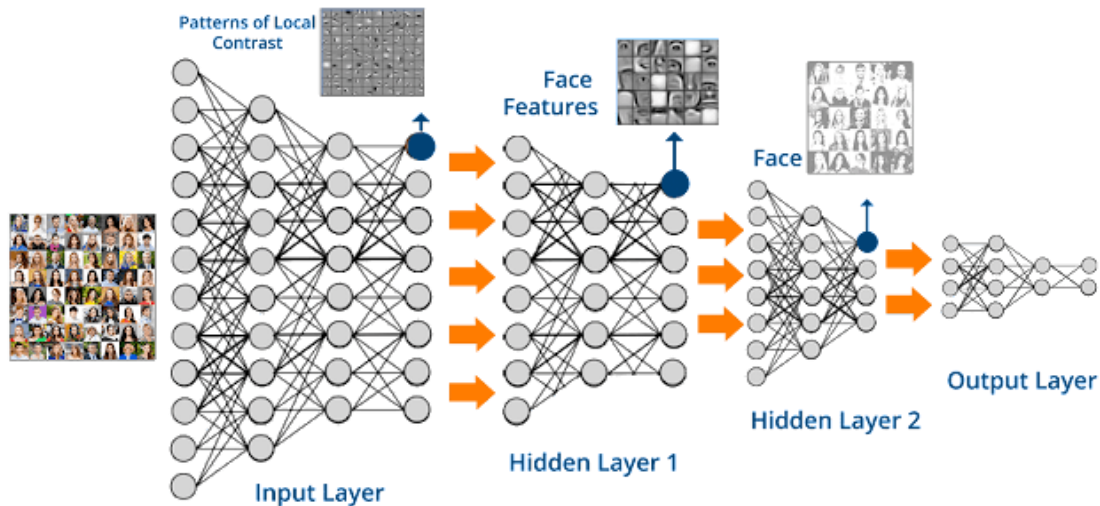 Patterns of Local
Contrast
Face
Features
Face
Input Layer
Hidden Layer 1
Hidden Layer 2
Output Layer